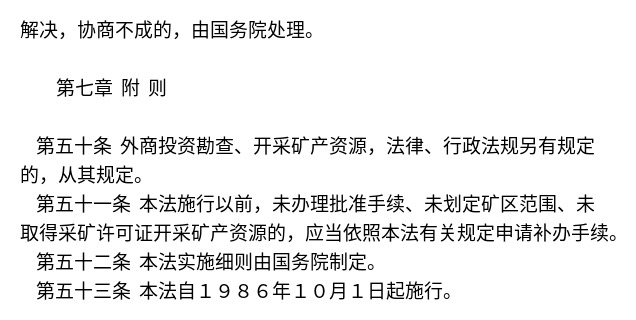 解决，协商不成的，由国务院处理。
第七章 附 则
第五十条 外商投资勘查、开采矿产资源，法律、行政法规另有规定
的，从其规定。
第五十一条 本法施行以前，未办理批准手续、未划定矿区范围、未
取得采矿许可证开采矿产资源的，应当依照本法有关规定申请补办手续。
第五十二条 本法实施细则由国务院制定。
第五十三条 本法自１９８６年１０月１日起施行。